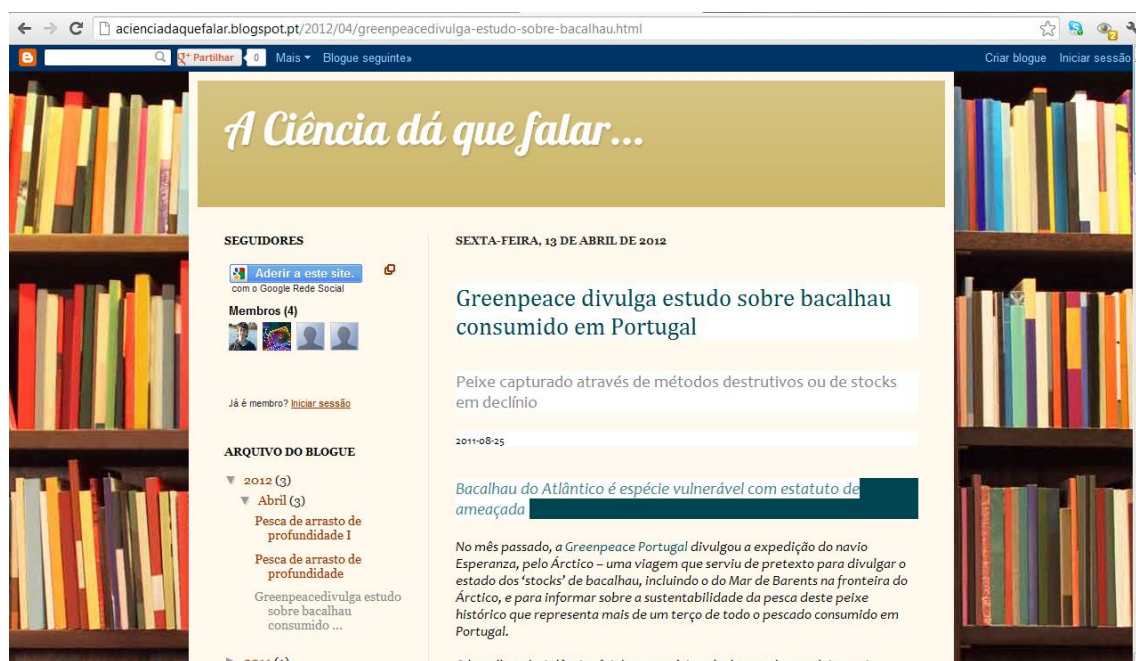 acienciadaquefalar.blogspot.pt/2012/04/greenpeacedivulga-estudo-sobre-bacalhau.html
Partilhar 0 Mais Blogue seguinte» Criar blogue Iniciar sessão
A Ciência dá que falar...
SEGUIDORES
Aderir a este site.
com o Google Rede Social
Membros (4)
Já é membro? Iniciar sessão
ARQUIVO DO BLOGUE
▼ 2012 (3)
▼ Abril (3)
Pesca de arrasto de
profundidade I
Pesca de arrasto de
profundidade
Greenpeacedivulga estudo
sobre bacalhau
consumido ...
SEXTA-FEIRA, 13 DE ABRIL DE 2012
Greenpeace divulga estudo sobre bacalhau
consumido em Portugal
Peixe capturado através de métodos destrutivos ou de stocks
em declínio
2011-08-25
Bacalhau do Atlântico é espécie vulnerável com estatuto de
ameaçada
No mês passado, a Greenpeace Portugal divulgou a expedição do navio
Esperanza, pelo Árctico – uma viagem que serviu de pretexto para divulgar o
estado dos ‘stocks’ de bacalhau, incluindo o do Mar de Barents na fronteira do
Árctico, e para informar sobre a sustentabilidade da pesca deste peixe
histórico que representa mais de um terço de todo o pescado consumido em
Portugal.